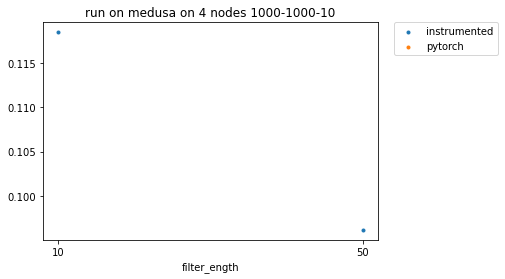 run on medusa on 4 nodes 1000-1000-10
instrumented
pytorch
0.115
0.110
0.105
0.100
10
50
filter_ength